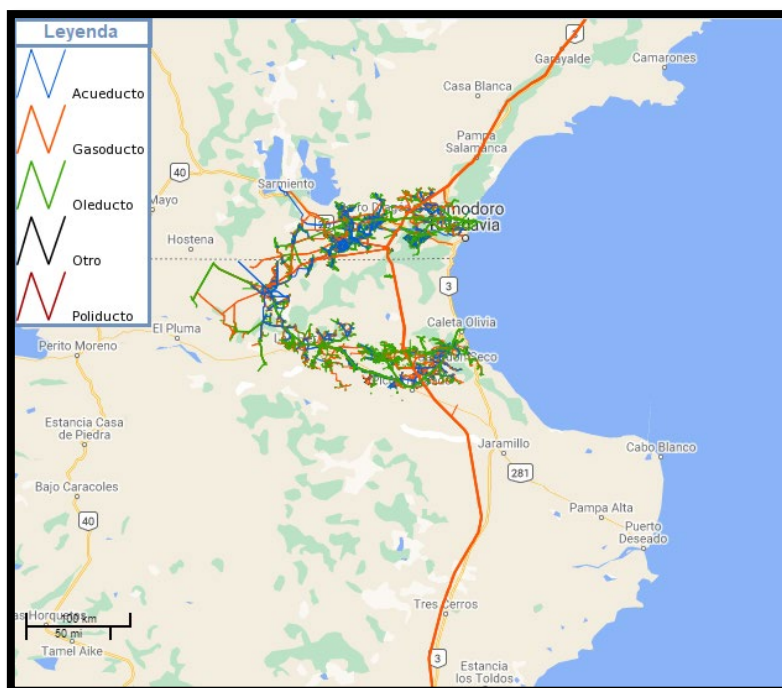 Leyenda
Acueducto
Gasoducto
Oleducto
Otro
Poliducto
3
Garayalde
Camarones
Casa Blanca
Pampa
Salamanca
40
Sarmiento
Mayo
Hostena
3
Caleta Olivia
El Pluma
Perito Moreno
Estancia Casa
de Piedra
Jaramillo
Cabo Blanco
281
Bajo Caracoles
Pampa Alta
40
Puerto
Deseado
Tres Cerros
100 km
50 mi
Tamel Aike
3
Estancia
los Toldos